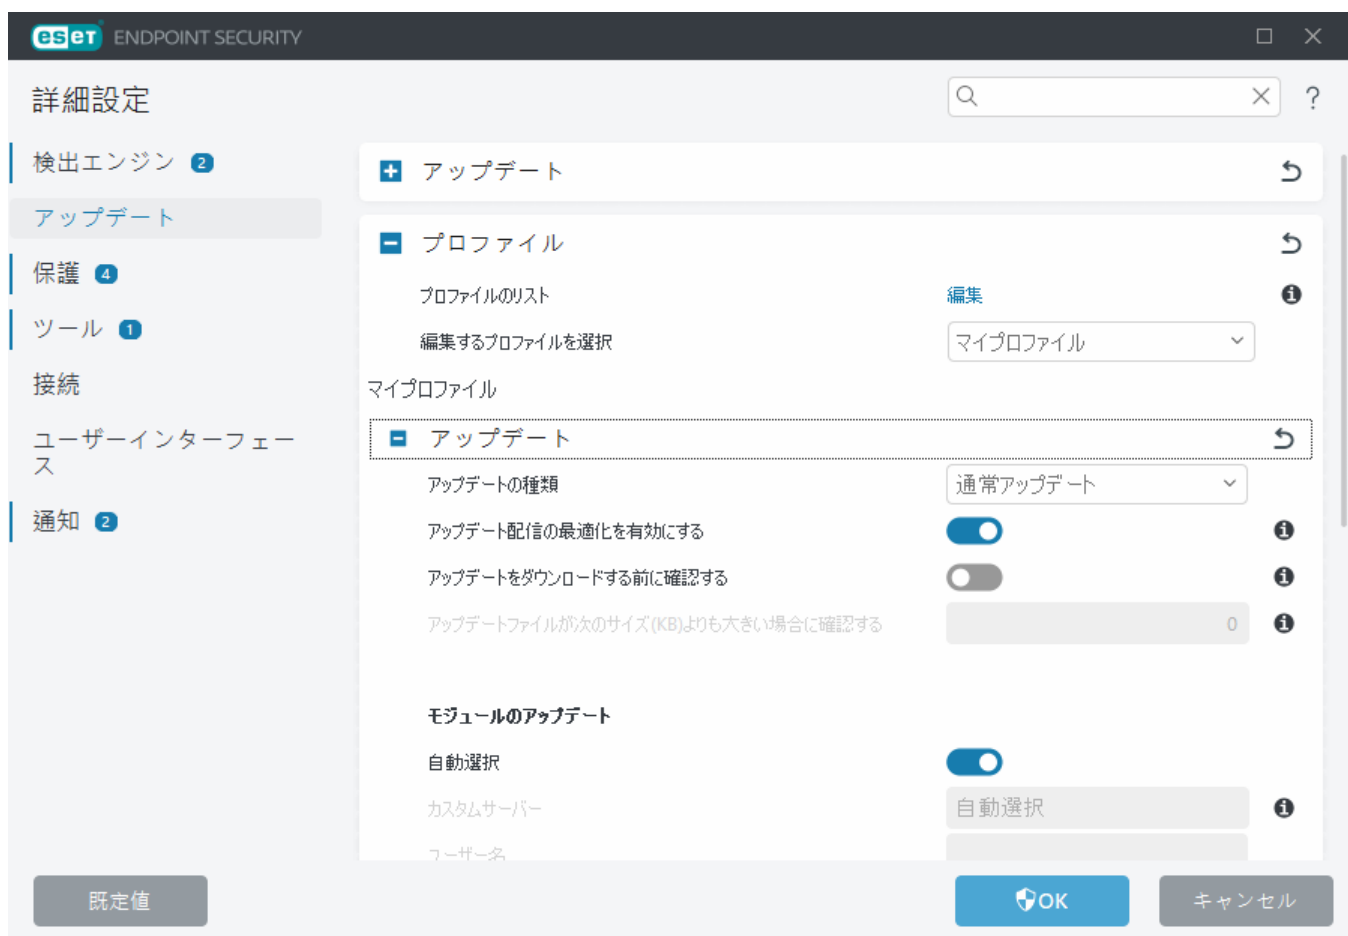 eset ENDPOINT SECURITY
詳細設定
?
検出エンジン 2
アップデート
保護 4
ツール 1
接続
ユーザーインターフェー
ス
通知 2
アップデート
プロファイル
プロファイルのリスト 編集
編集するプロファイルを選択 マイプロファイル
マイプロファイル
アップデート
アップデートの種類 通常アップデート
アップデート配信の最適化を有効にする
アップデートをダウンロードする前に確認する
アップデートファイルが次のサイズ(KB)よりも大きい場合に確認する 0
モジュールのアップデート
自動選択
カスタムサーバー 自動選択
ユーザー名
既定値 OK キャンセル